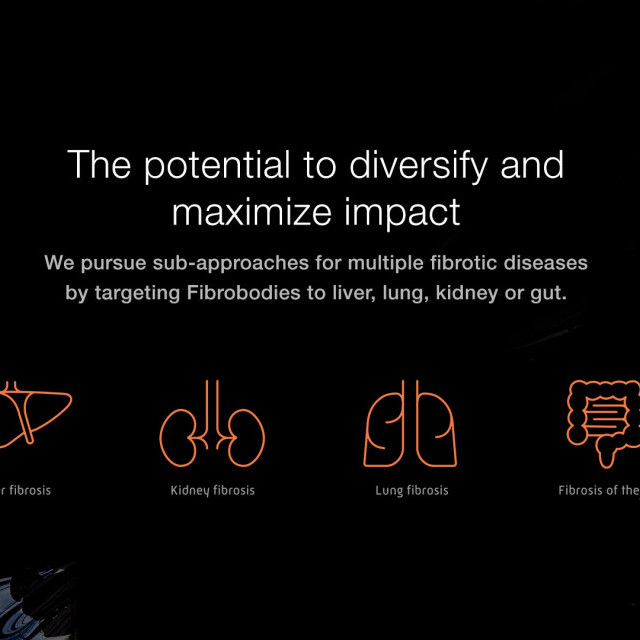 The potential to diversify and
maximize impact
We pursue sub-approaches for multiple fibrotic diseases
by targeting Fibrobodies to liver, lung, kidney or gut.
r fibrosis
Kidney fibrosis
Lung fibrosis
Fibrosis of the